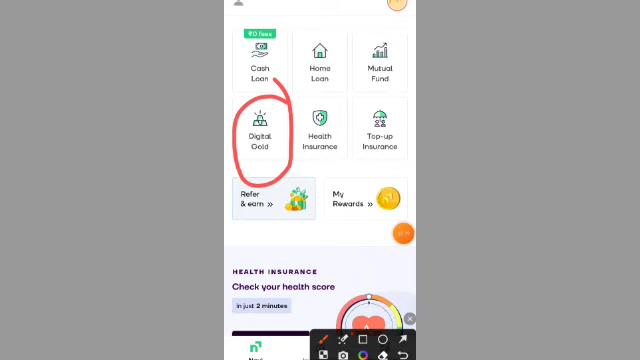 ₹0 fees
Cash
Loan
Home
Loan
Mutual
Fund
Digital
Gold
Health
Insurance
Top-up
Insurance
Refer
& earn »
My
Rewards »
HEALTH INSURANCE
Check your health score
in just 2 minutes